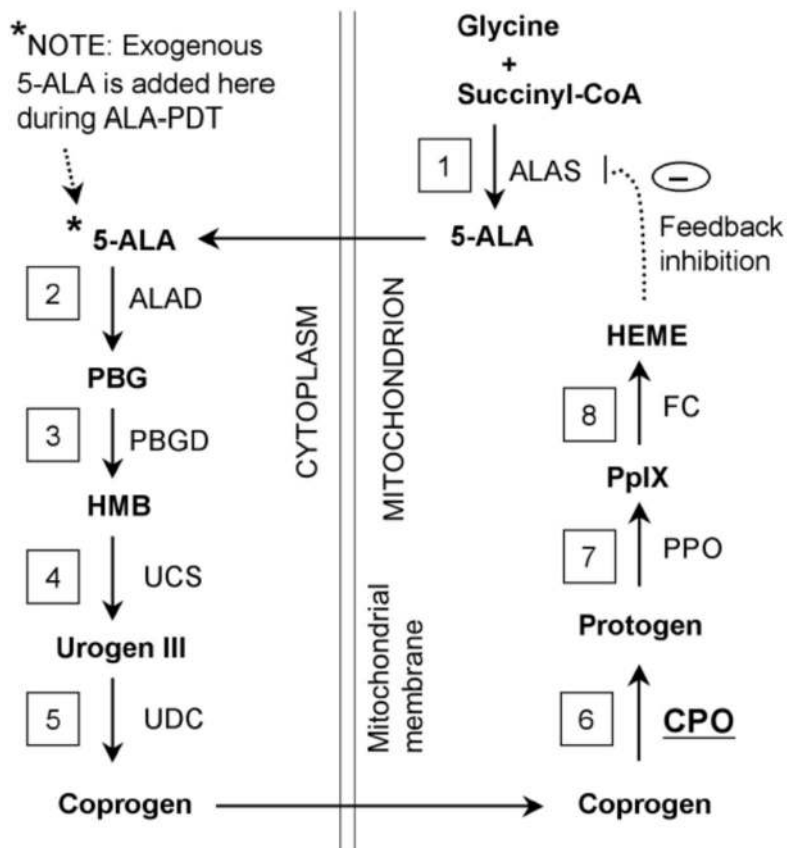 *NOTE: Exogenous
5-ALA is added here
during ALA-PDT
* 5-ALA
2
ALAD
PBG
3
PBGD
HMB
4
UCS
Urogen III
5
UDC
Coprogen
CYTOPLASM
MITOCHONDRION
Mitochondrial
membrane
Glycine
+
Succinyl-CoA
1
ALAS
−
5-ALA
Feedback
inhibition
HEME
8
FC
PpIX
7
PPO
Protogen
6
CPO
Coprogen